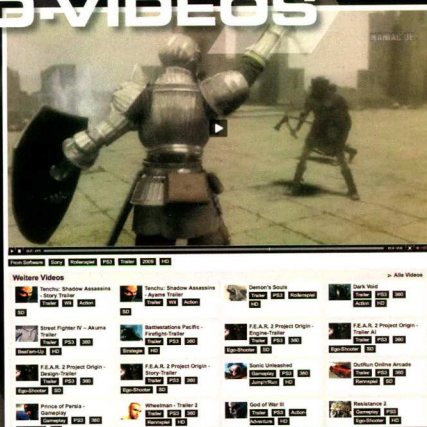 D-VIDEOS
MANIAC.DE
From Software Sony Rollenspiel PS3 Trailer 2009 HD
Weitere Videos
Alle Videos
Tenchu: Shadow Assassins - Story Trailer
Trailer Wii Action
SD
Tenchu: Shadow Assassins - Ayame Trailer
Trailer Wii Action
SD
Demon's Souls
Trailer PS3 Rollenspiel
HD
Dark Void
Trailer PS3 360
Action HD
Street Fighter IV - Akuma Trailer
Trailer PS3 360
Beat'em-Up HD
Battlestations Pacific - Firefight-Trailer
Trailer PS3 360
Strategie HD
F.E.A.R. 2 Project Origin - Engine-Trailer
Trailer PS3 360
Ego-Shooter SD
F.E.A.R. 2 Project Origin - Trailer AI
Trailer PS3 360
Ego-Shooter SD
F.E.A.R. 2 Project Origin - Design-Trailer
Trailer PS3 360
Ego-Shooter SD
F.E.A.R. 2 Project Origin - Story-Trailer
Trailer PS3 360
Ego-Shooter SD
Sonic Unleashed
Gameplay PS3 360
Jump'n'Run HD
OutRun Online Arcade
Trailer PS3 360
Rennspiel SD
Prince of Persia - Gameplay
Gameplay PS3 360
Wheelman - Trailer 2
Trailer PS3 360
Rennspiel HD
God of War III
Trailer PS3 Action-
Adventure HD
Resistance 2
Gameplay PS3
Ego-Shooter HD